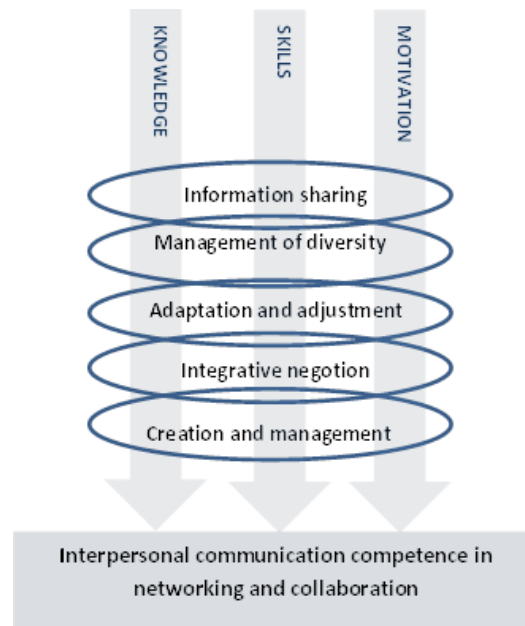 KNOWLEDGE
SKILLS
MOTIVATION
Information sharing
Management of diversity
Adaptation and adjustment
Integrative negotion
Creation and management
Interpersonal communication competence in
networking and collaboration